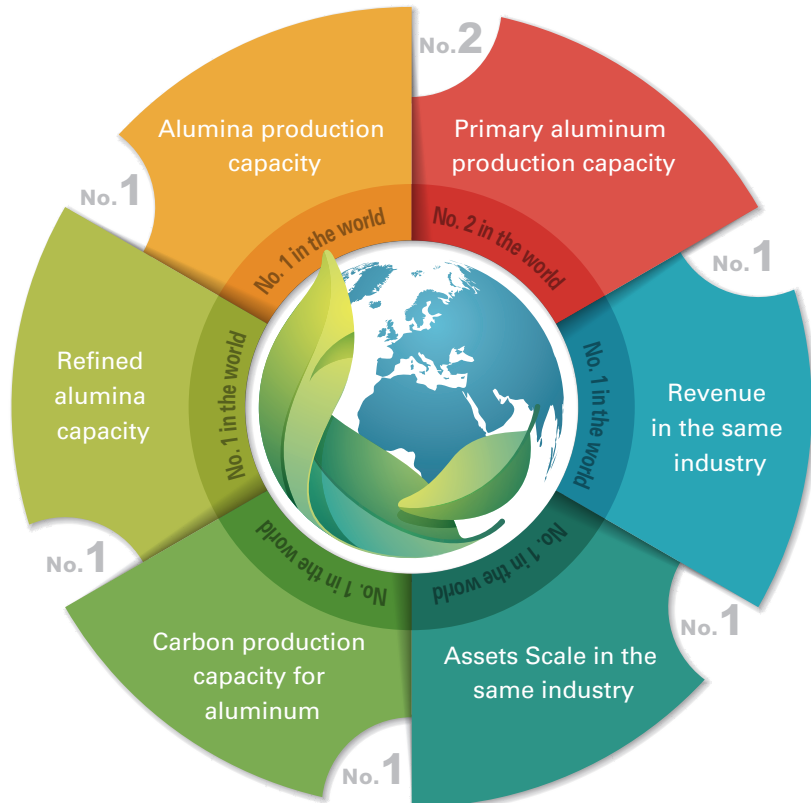 No.2
Primary aluminum
production capacity
No. 2 in the world
No.1
Revenue
in the same
industry
No. 1 in the world
No.1
Assets Scale in the
same industry
No. 1 in the world
No.1
Carbon production
capacity for
aluminum
No. 1 in the world
No.1
Refined
alumina
capacity
No. 1 in the world
No.1
Alumina production
capacity
No. 1 in the world